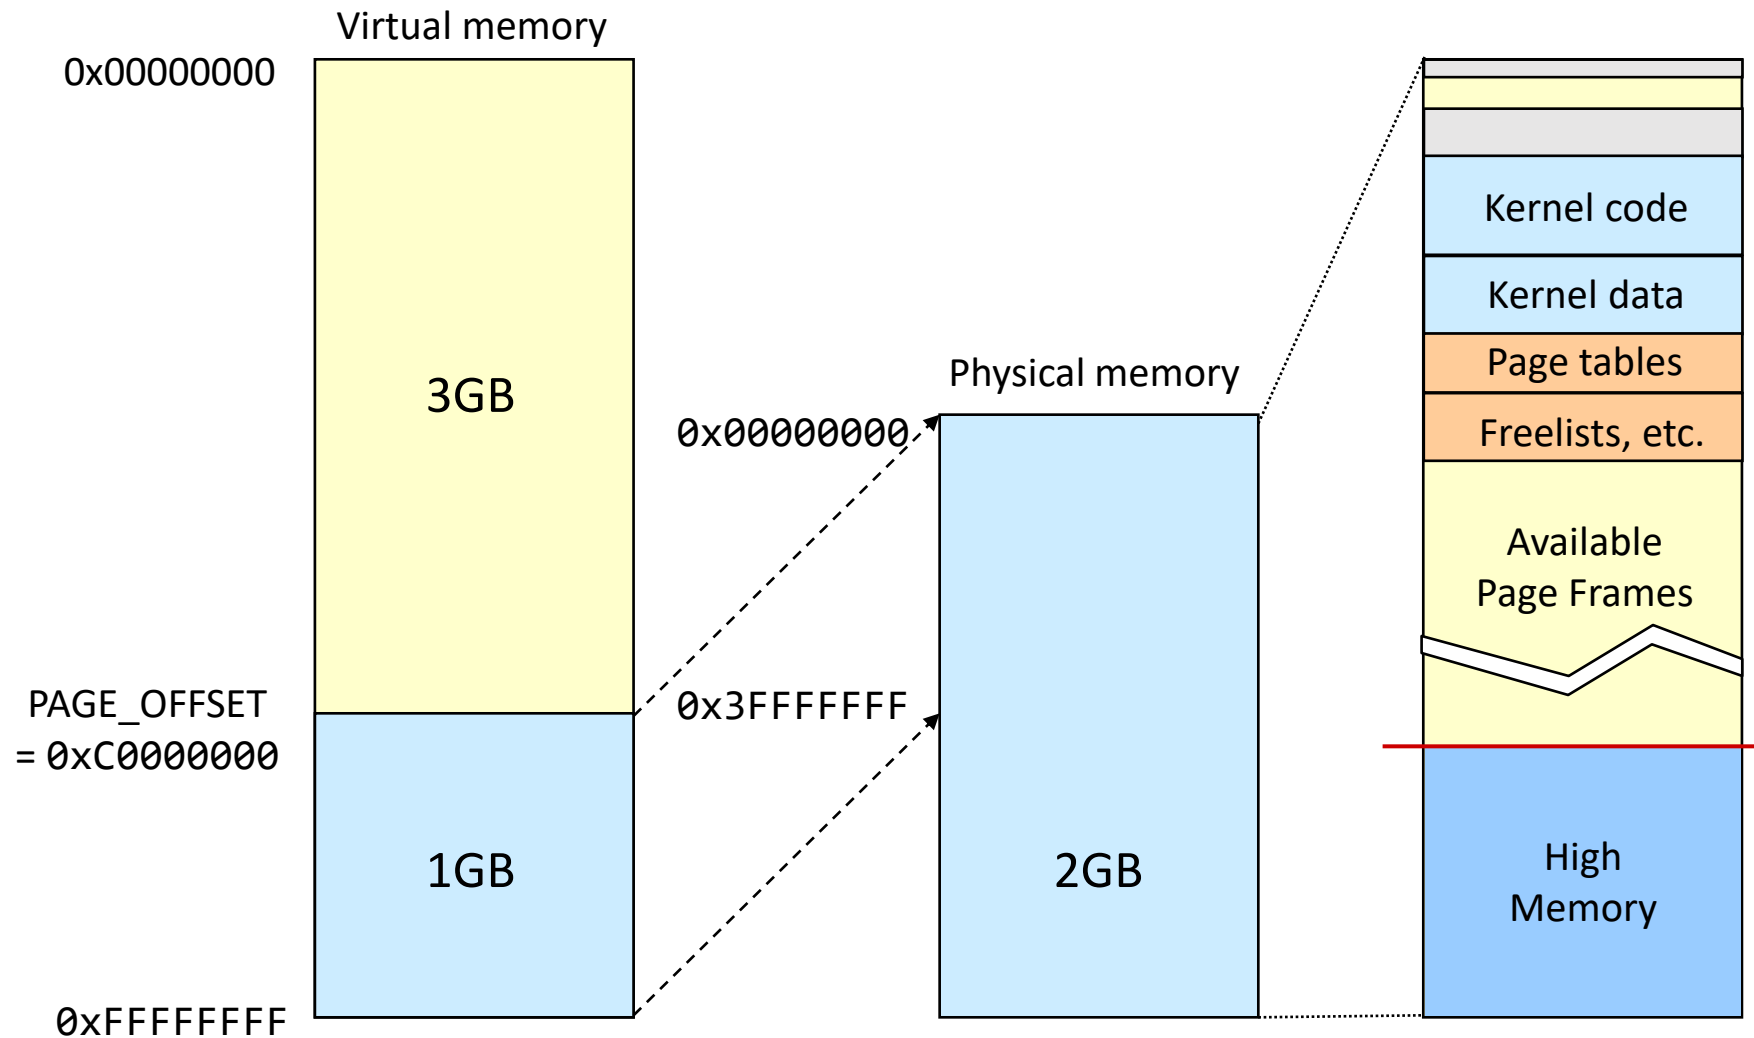 Virtual memory
0x00000000
3GB
PAGE_OFFSET
= 0xC0000000
1GB
0xFFFFFFFF
Physical memory
0x00000000
0x3FFFFFFF
2GB
Kernel code
Kernel data
Page tables
Freelists, etc.
Available
Page Frames
High
Memory